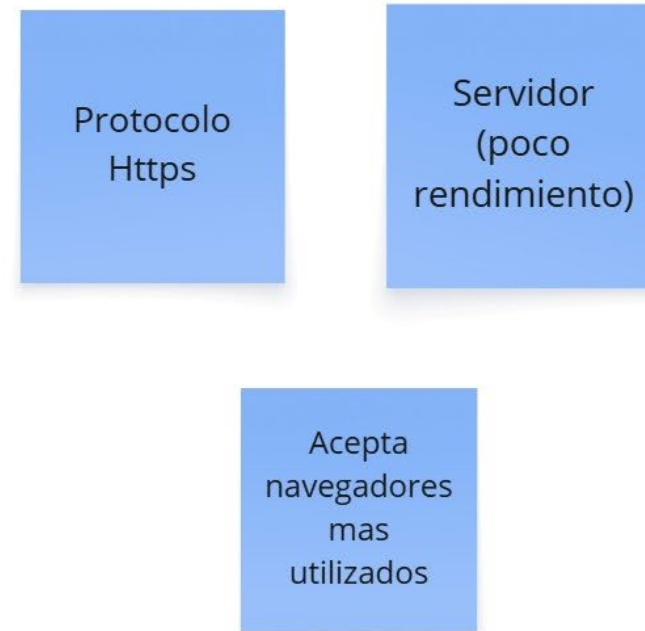 Protocolo
Https
Servidor
(poco
rendimiento)
Acepta
navegadores
mas
utilizados